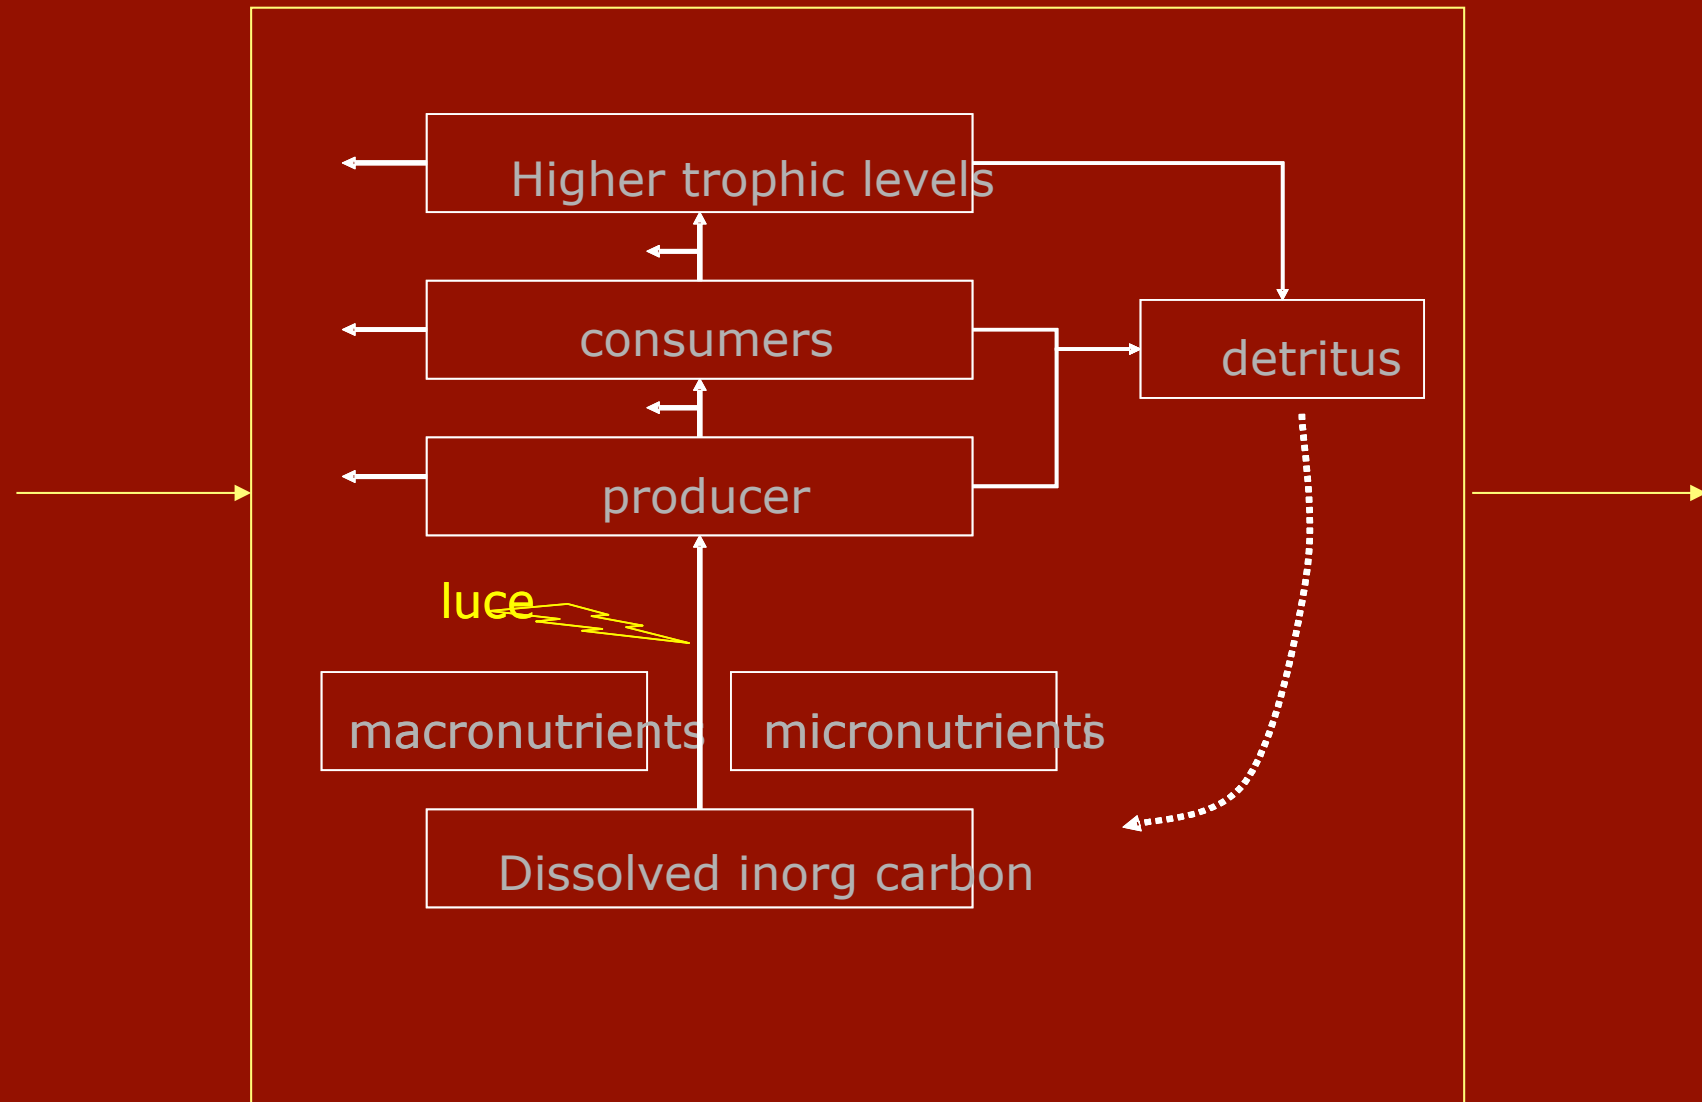 Higher trophic levels
consumers
detritus
producer
luce
macronutrients
micronutrients
Dissolved inorg carbon